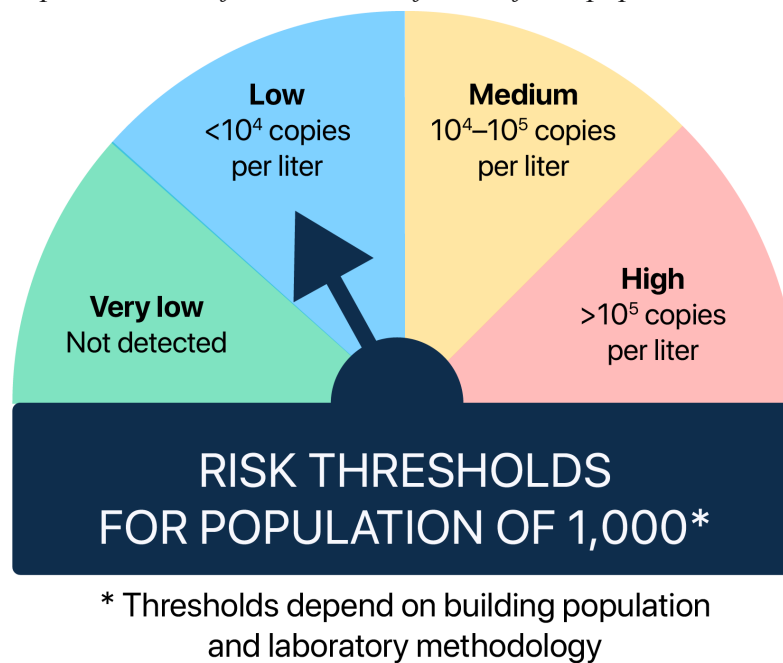 Low
<10⁴ copies
per liter
Medium
10⁴–10⁵ copies
per liter
High
>10⁵ copies
per liter
Very low
Not detected
RISK THRESHOLDS
FOR POPULATION OF 1,000*
* Thresholds depend on building population
and laboratory methodology